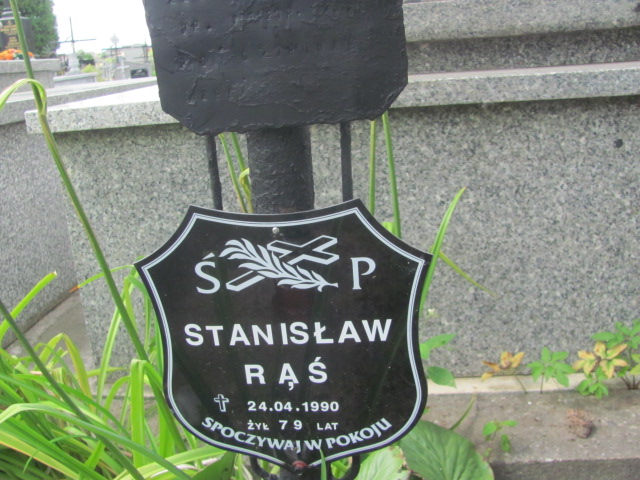 Ś P
STANISŁAW
RĄŚ
✝ 24.04.1990
ŻYŁ 79 LAT
SPOCZYWAJ W POKOJU